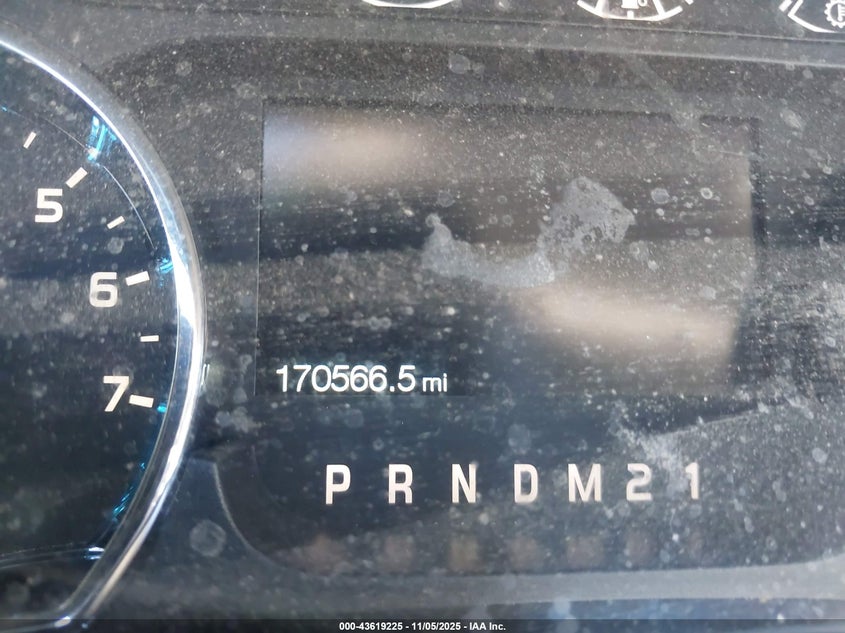 5
6
7
170566.5 mi
P R N D M 2 1
000-43619225 - 11/05/2025 - IAA Inc.